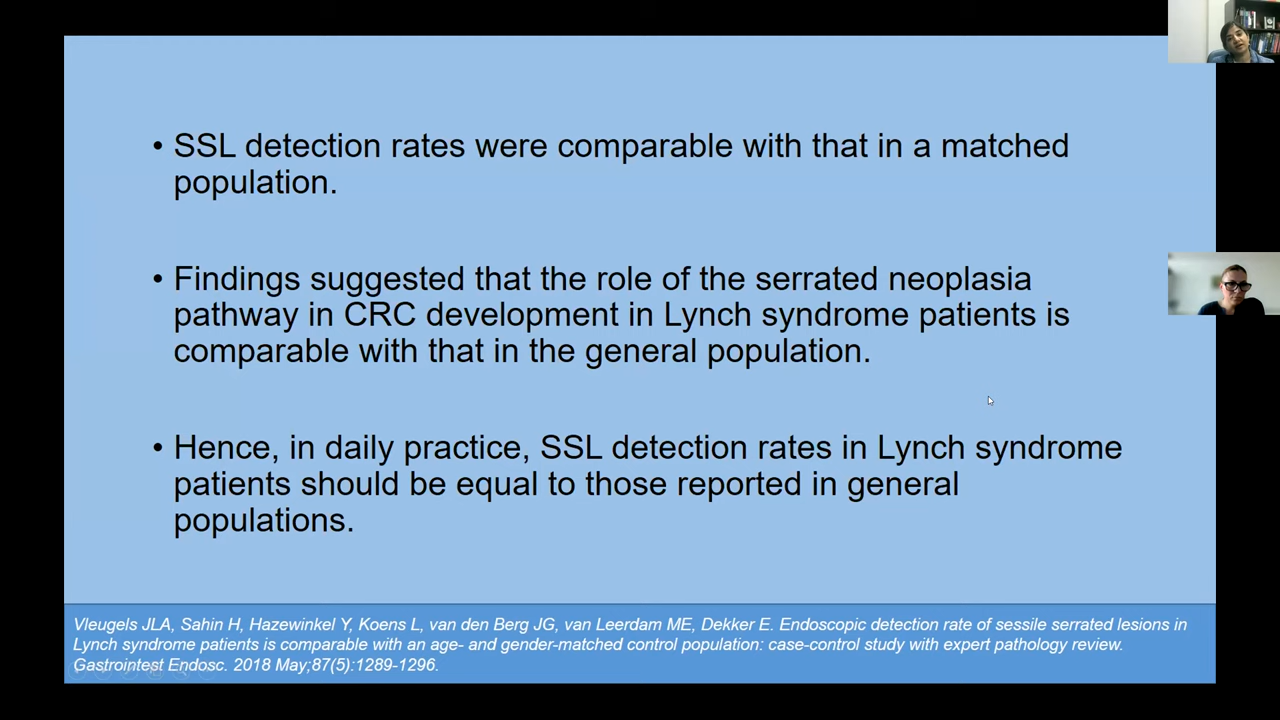 • SSL detection rates were comparable with that in a matched
population.
• Findings suggested that the role of the serrated neoplasia
pathway in CRC development in Lynch syndrome patients is
comparable with that in the general population.
• Hence, in daily practice, SSL detection rates in Lynch syndrome
patients should be equal to those reported in general
populations.
Vleugels JLA, Sahin H, Hazewinkel Y, Koens L, van den Berg JG, van Leerdam ME, Dekker E. Endoscopic detection rate of sessile serrated lesions in
Lynch syndrome patients is comparable with an age- and gender-matched control population: case-control study with expert pathology review.
Gastrointest Endosc. 2018 May;87(5):1289-1296.